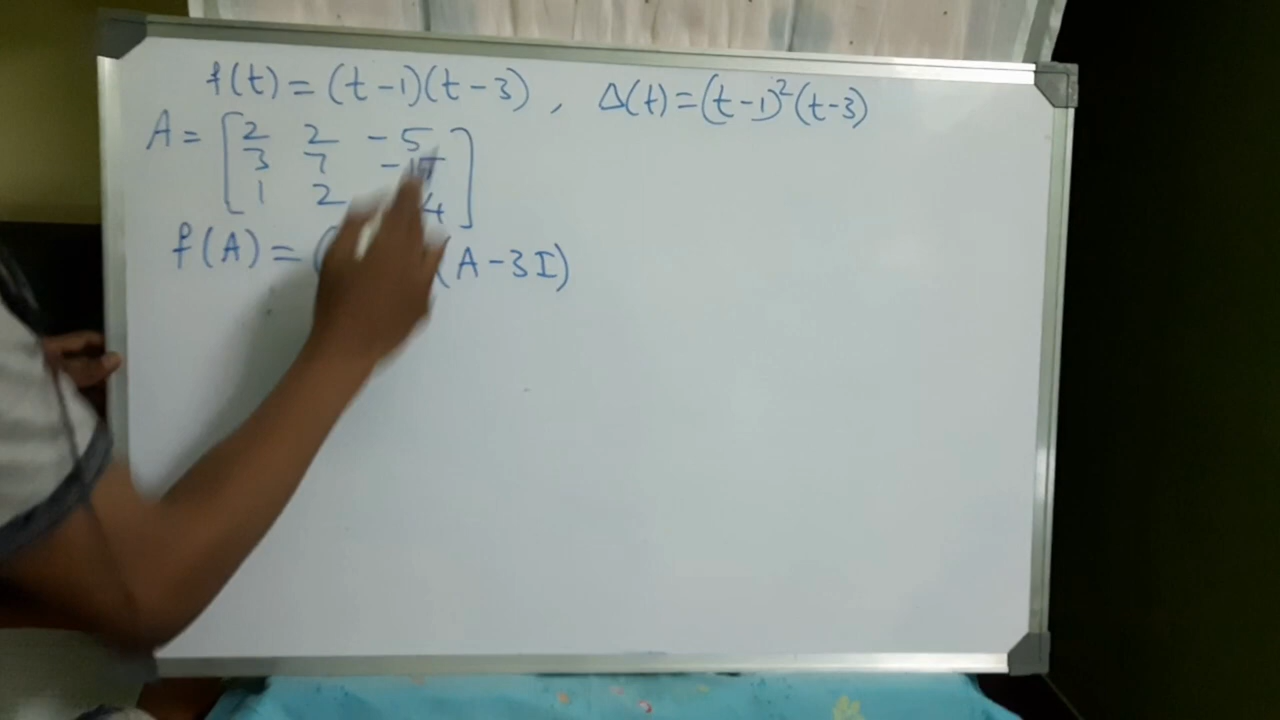 f(t) = (t-1)(t-3) , Δ(t) = (t-1)²(t-3)
A = [2 2 -5
3 7
1 2 4]
f(A) = ( (A-3I)